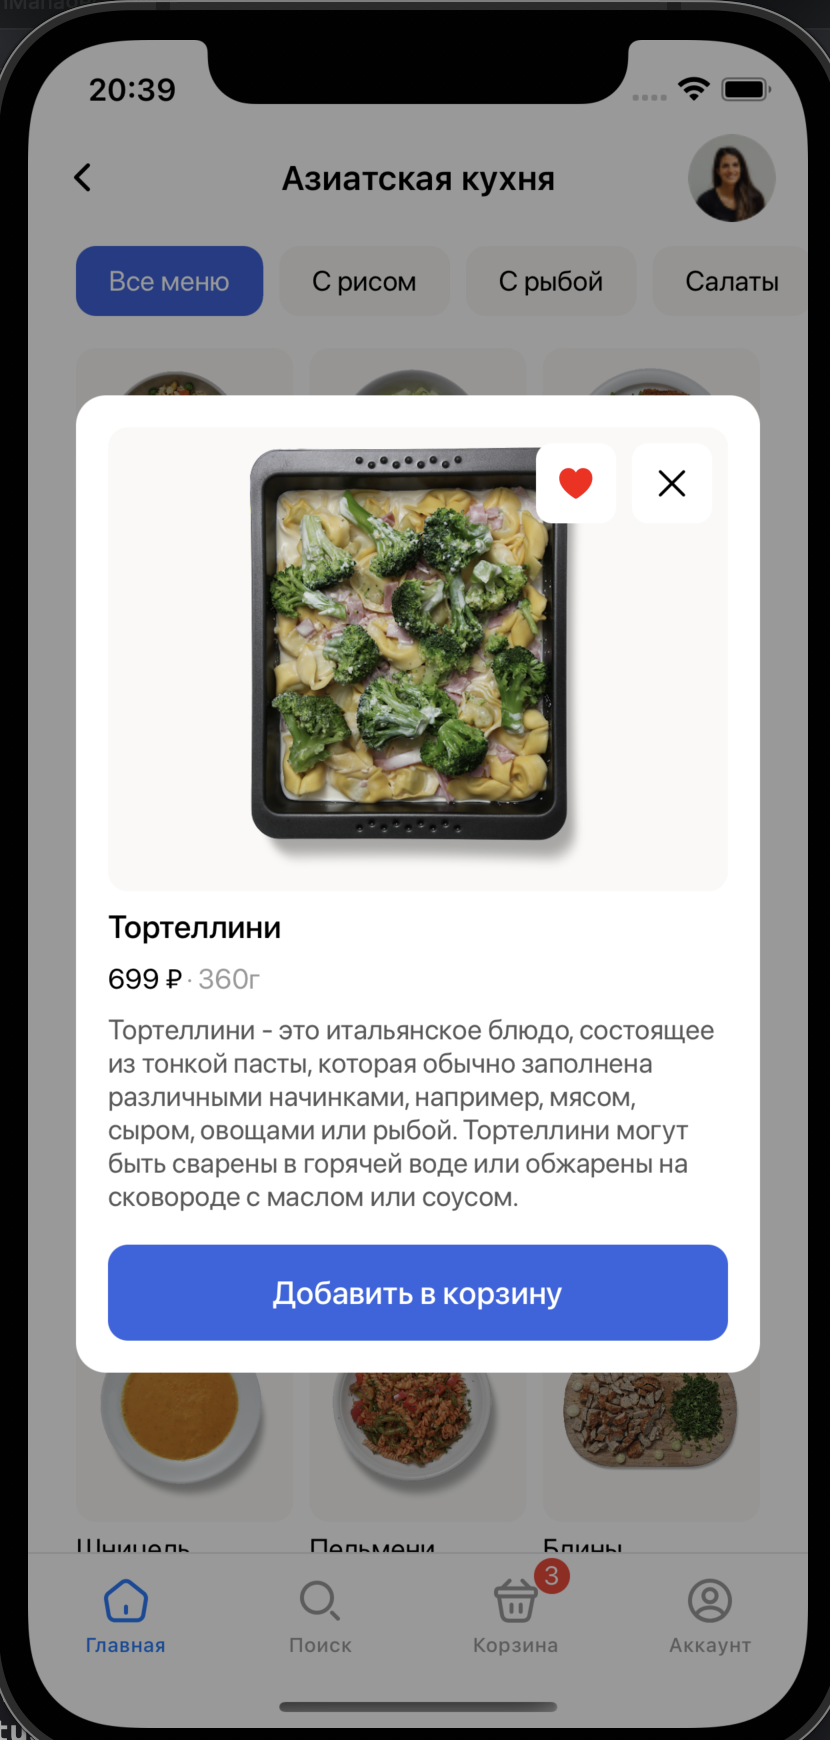 20:39
Азиатская кухня
Все меню
С рисом
С рыбой
Салаты
Тортеллини
699 ₽ · 360г
Тортеллини - это итальянское блюдо, состоящее
из тонкой пасты, которая обычно заполнена
различными начинками, например, мясом,
сыром, овощами или рыбой. Тортеллини могут
быть сварены в горячей воде или обжарены на
сковороде с маслом или соусом.
Добавить в корзину
Шницель
Пельмени
Блины
3
Главная
Поиск
Корзина
Аккаунт